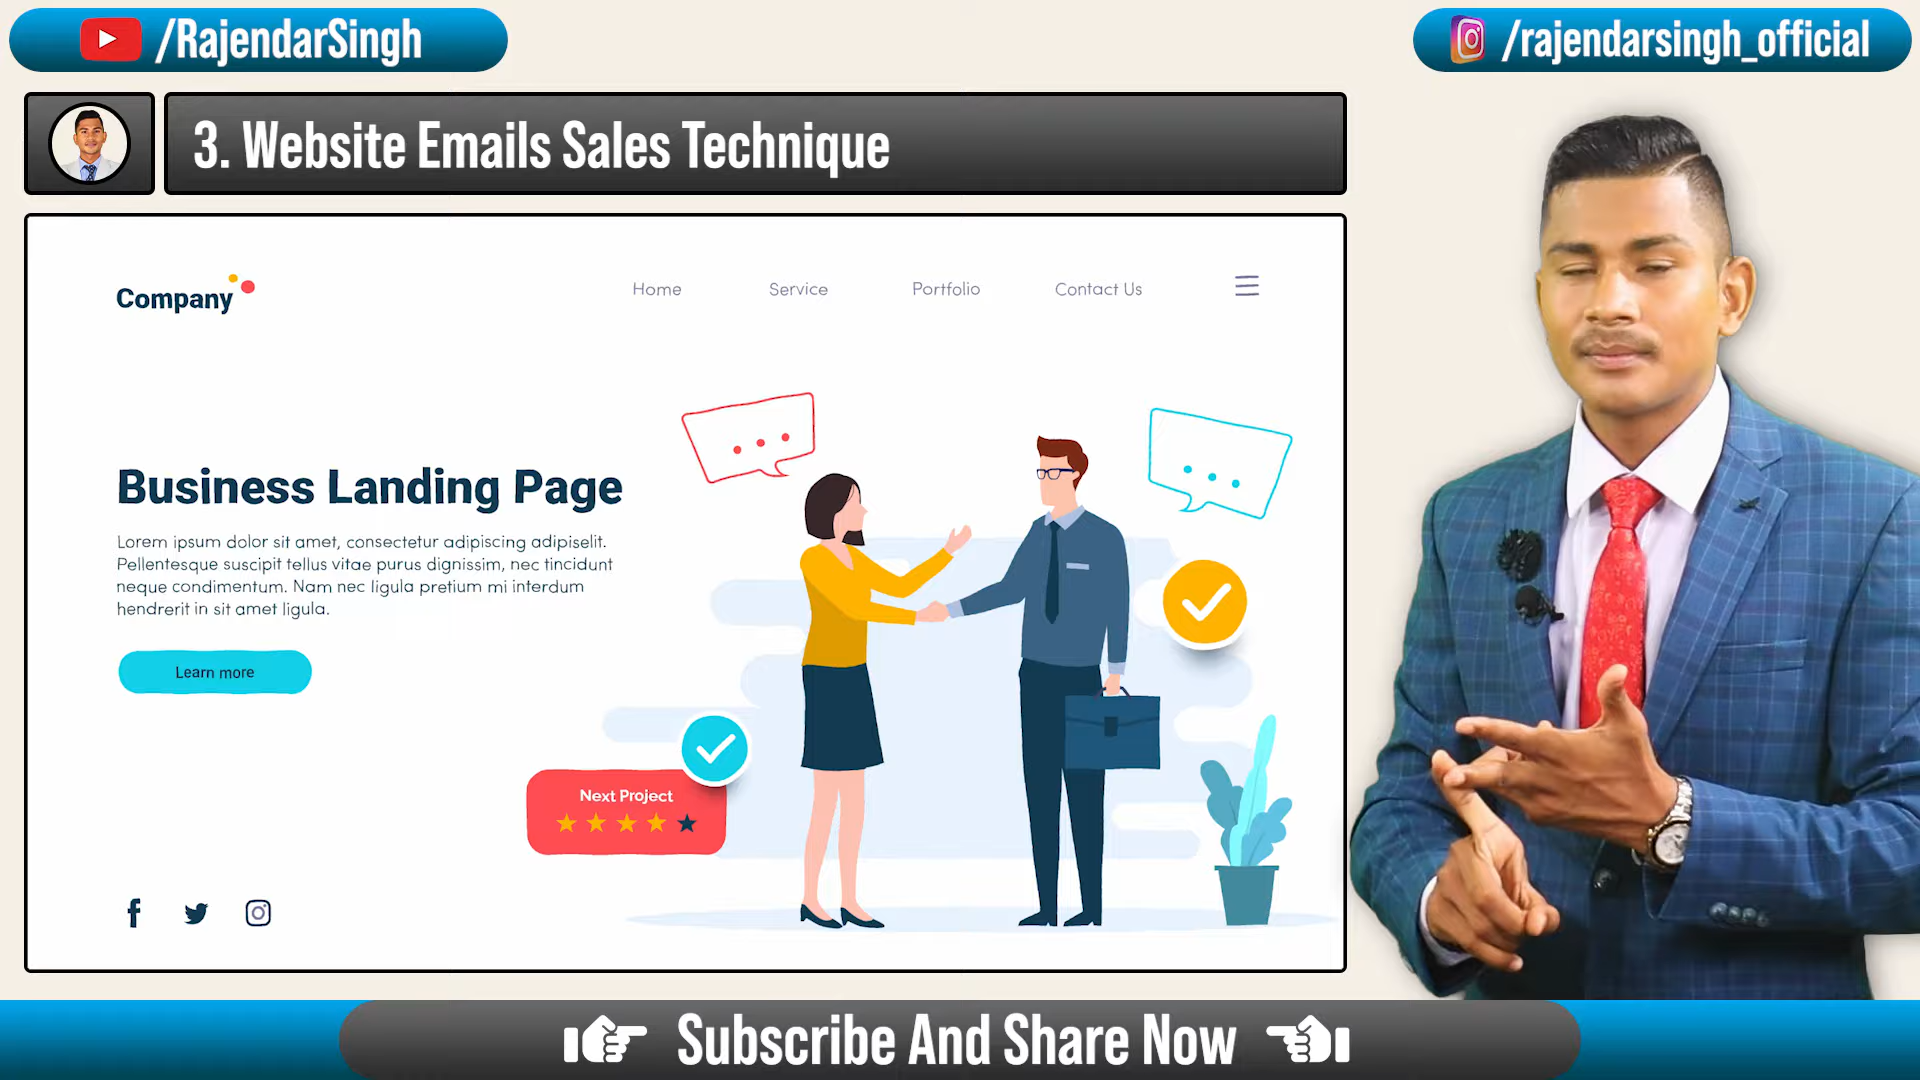 /RajendarSingh
/rajendarsingh_official
3. Website Emails Sales Technique
Company
Home Service Portfolio Contact Us
Business Landing Page
Lorem ipsum dolor sit amet, consectetur adipiscing adipiselit.
Pellentesque suscipit tellus vitae purus dignissim, nec tincidunt
neque condimentum. Nam nec ligula pretium mi interdum
hendrerit in sit amet ligula.
Learn more
Next Project
Subscribe And Share Now